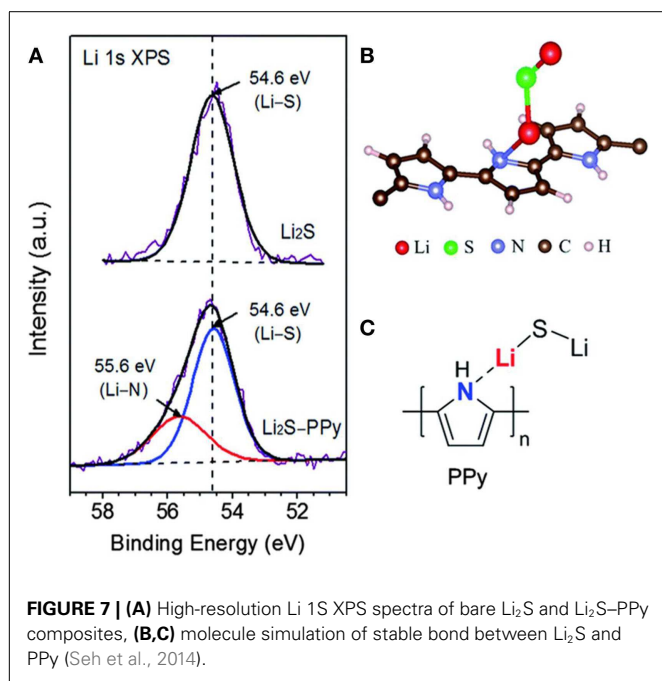 A
Li 1s XPS
54.6 eV
(Li–S)
Li₂S
54.6 eV
(Li–S)
55.6 eV
(Li–N)
Li₂S–PPy
Intensity (a.u.)
58 56 54 52
Binding Energy (eV)
B
Li S N C H
C
S
Li Li
H
N
n
PPy
FIGURE 7 | (A) High-resolution Li 1S XPS spectra of bare Li₂S and Li₂S–PPy
composites, (B,C) molecule simulation of stable bond between Li₂S and
PPy (Seh et al., 2014).